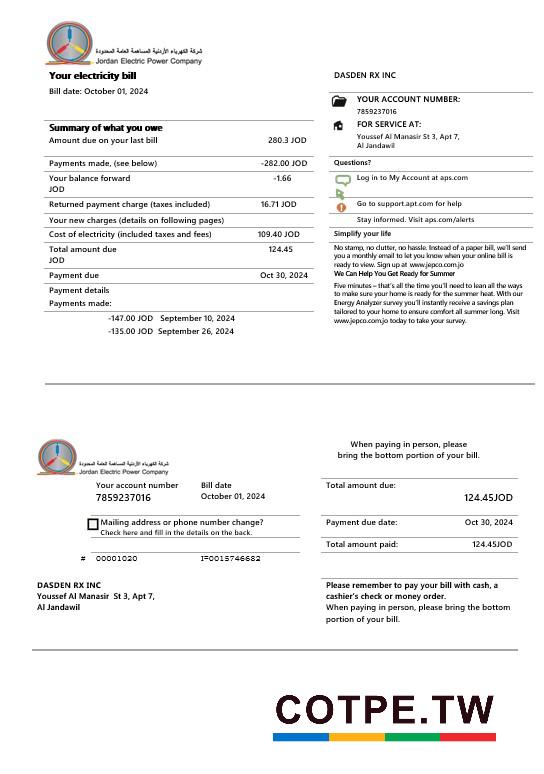 شركة الكهرباء الأردنية المساهمة العامة المحدودة
Jordan Electric Power Company
Your electricity bill
Bill date: October 01, 2024
Summary of what you owe
Amount due on your last bill 280.3 JOD
Payments made, (see below) -282.00 JOD
Your balance forward -1.66
JOD
Returned payment charge (taxes included) 16.71 JOD
Your new charges (details on following pages)
Cost of electricity (included taxes and fees) 109.40 JOD
Total amount due 124.45
JOD
Payment due Oct 30, 2024
Payment details
Payments made:
-147.00 JOD September 10, 2024
-135.00 JOD September 26, 2024
DASDEN RX INC
YOUR ACCOUNT NUMBER:
7859237016
FOR SERVICE AT:
Youssef Al Manasir St 3, Apt 7,
Al Jandawil
Questions?
Log in to My Account at aps.com
Go to support.apt.com for help
Stay informed. Visit aps.com/alerts
Simplify your life
No stamp, no clutter, no hassle. Instead of a paper bill, we'll send
you a monthly email to let you know when your online bill is
ready to view. Sign up at www.jepco.com.jo
We Can Help You Get Ready for Summer
Five minutes – that's all the time you'll need to lean all the ways
to make sure your home is ready for the summer heat. With our
Energy Analyzer survey you'll instantly receive a savings plan
tailored to your home to ensure comfort all summer long. Visit
www.jepco.com.jo today to take your survey.
شركة الكهرباء الأردنية المساهمة العامة المحدودة
Jordan Electric Power Company
When paying in person, please
bring the bottom portion of your bill.
Your account number Bill date
7859237016 October 01, 2024
Mailing address or phone number change?
Check here and fill in the details on the back.
# 00001020 I=0015746682
Total amount due:
124.45JOD
Payment due date: Oct 30, 2024
Total amount paid: 124.45JOD
DASDEN RX INC
Youssef Al Manasir St 3, Apt 7,
Al Jandawil
Please remember to pay your bill with cash, a
cashier's check or money order.
When paying in person, please bring the bottom
portion of your bill.
COTPE.TW